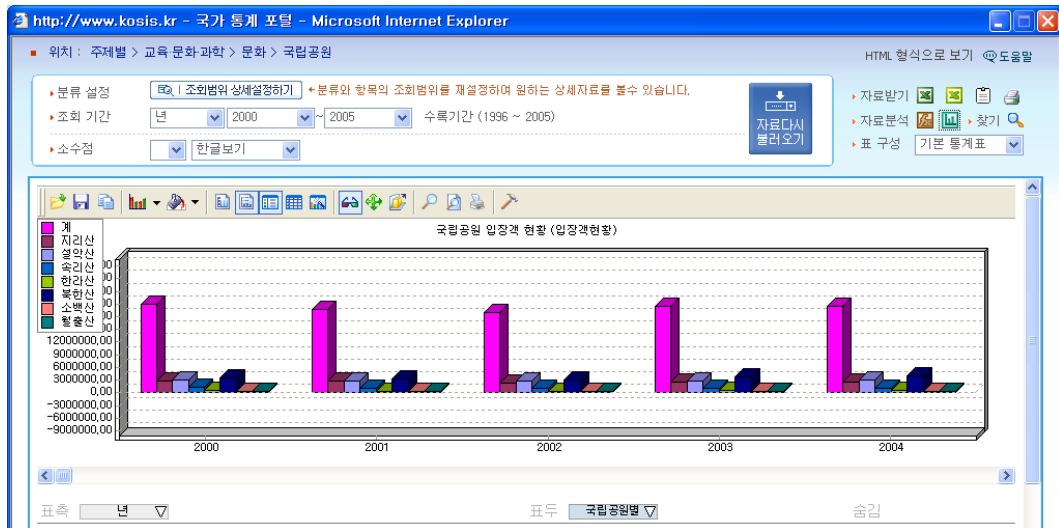 http://www.kosis.kr - 국가 통계 포털 - Microsoft Internet Explorer
위치 : 주제별 > 교육·문화·과학 > 문화 > 국립공원
HTML 형식으로 보기 도움말
분류 설정 조회범위 상세설정하기 분류와 항목의 조회범위를 재설정하여 원하는 상세자료를 볼수 있습니다.
조회 기간 년 2000 ~ 2005 수록기간 (1996 ~ 2005)
소수점 한글보기
자료다시
불러오기
자료받기
자료분석 찾기
표 구성 기본 통계표
국립공원 입장객 현황 (입장객현황)
계
지리산
설악산
속리산
한라산
북한산
소백산
월출산
12000000,00
9000000,00
6000000,00
3000000,00
0,00
-3000000,00
-6000000,00
-9000000,00
2000 2001 2002 2003 2004
표측 년 ▽ 표두 국립공원별 ▽ 숨김